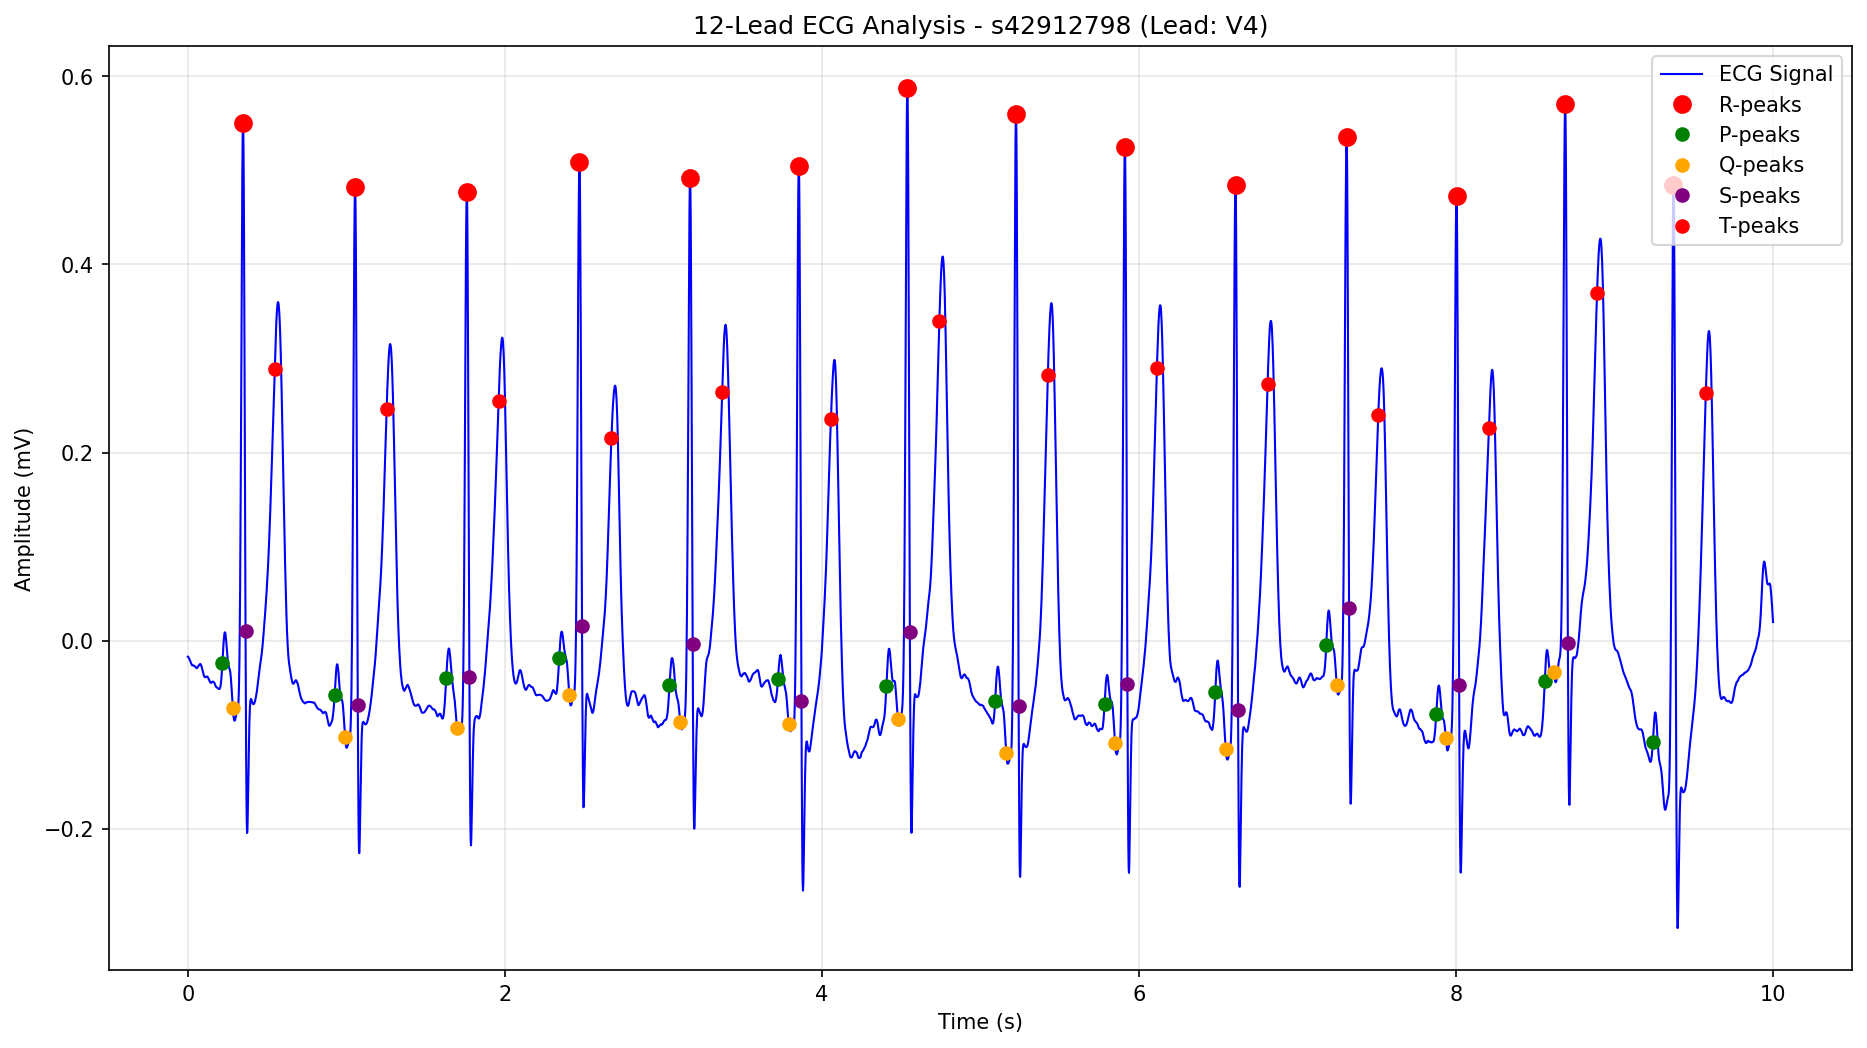 12-Lead ECG Analysis - s42912798 (Lead: V4)
ECG Signal
R-peaks
P-peaks
Q-peaks
S-peaks
T-peaks
Amplitude (mV)
0.6
0.4
0.2
0.0
−0.2
0 2 4 6 8 10
Time (s)